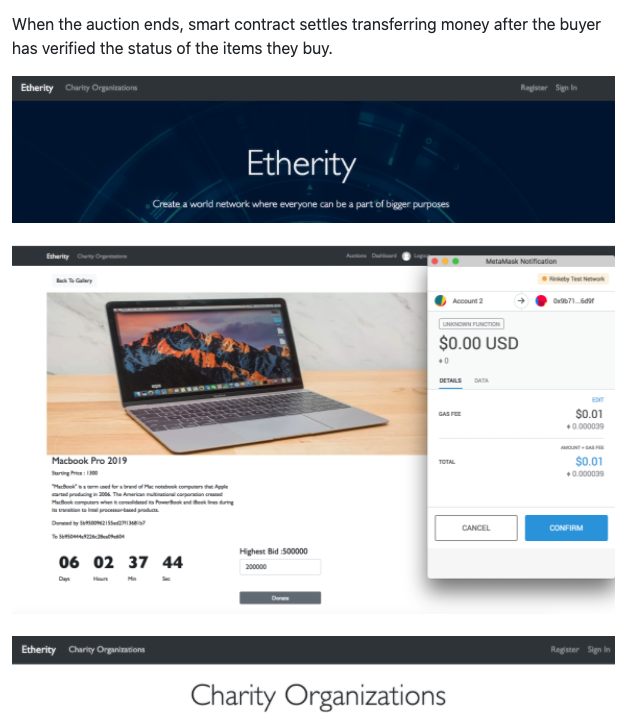 When the auction ends, smart contract settles transferring money after the buyer
has verified the status of the items they buy.
Etherity Charity Organizations Register Sign In
Etherity
Create a world network where everyone can be a part of bigger purposes
Etherity Charity Organizations Auctions Dashboard
MetaMask Notification
Back To Gallery
Rinkeby Test Network
Account 2
UNKNOWN FUNCTION
$0.00 USD
0
DETAILS DATA
EDIT
GAS FEE $0.01
0.000039
AMOUNT + GAS FEE
TOTAL $0.01
0.000039
CANCEL CONFIRM
Macbook Pro 2019
Starting Price : 1300
"MacBook" is a term used for a brand of Mac notebook computers that Apple
started producing in 2006. The American multinational corporation created
MacBook computers when it consolidated its PowerBook and iBook lines during
its transition to Intel processor-based products.
Donated by
To
06 02 37 44
Days Hours Min Sec
Highest Bid :500000
200000
Donate
Etherity Charity Organizations Register Sign In
Charity Organizations